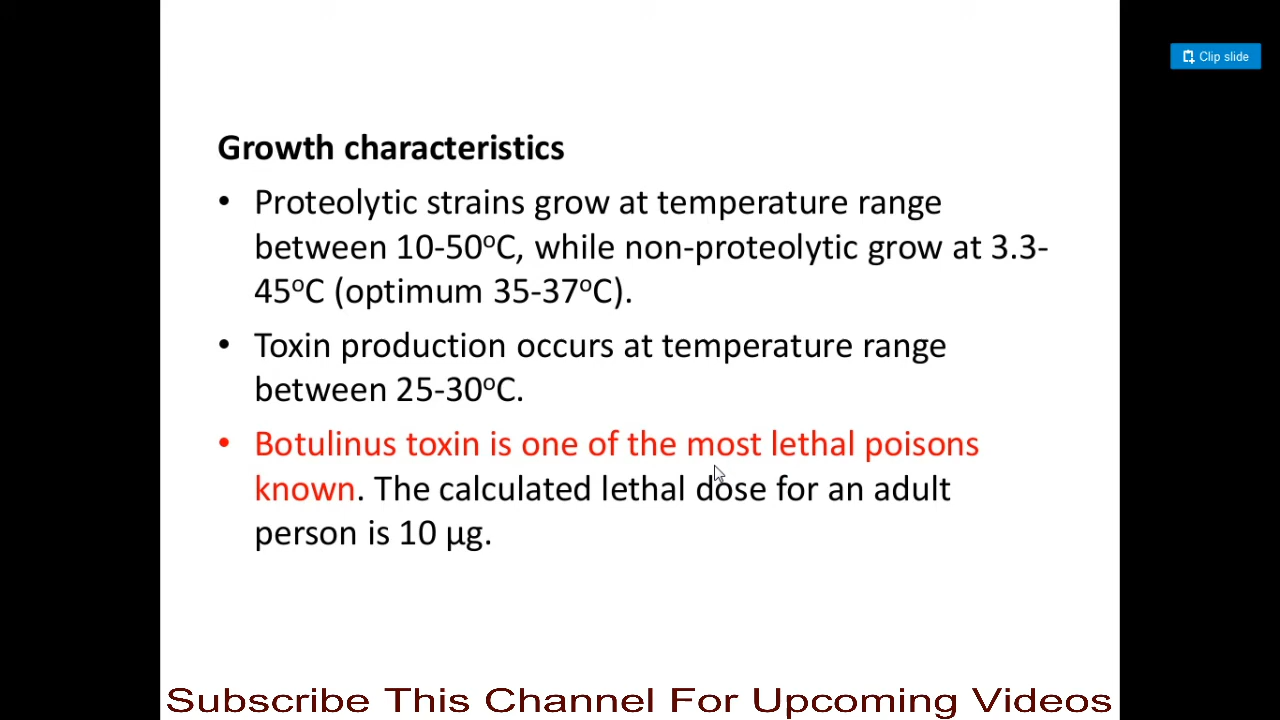 Clip slide
Growth characteristics
• Proteolytic strains grow at temperature range
between 10-50ºC, while non-proteolytic grow at 3.3-
45ºC (optimum 35-37ºC).
• Toxin production occurs at temperature range
between 25-30ºC.
• Botulinus toxin is one of the most lethal poisons
known. The calculated lethal dose for an adult
person is 10 µg.
Subscribe This Channel For Upcoming Videos